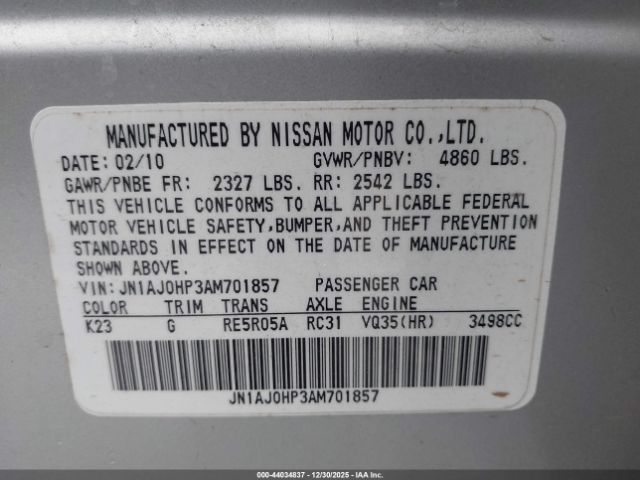 MANUFACTURED BY NISSAN MOTOR CO.,LTD.
DATE: 02/10 GVWR/PNBV: 4860 LBS.
GAWR/PNBE FR: 2327 LBS. RR: 2542 LBS.
THIS VEHICLE CONFORMS TO ALL APPLICABLE FEDERAL
MOTOR VEHICLE SAFETY,BUMPER,AND THEFT PREVENTION
STANDARDS IN EFFECT ON THE DATE OF MANUFACTURE
SHOWN ABOVE.
VIN:JN1AJ0HP3AM701857 PASSENGER CAR
COLOR TRIM TRANS AXLE ENGINE
K23 G RE5R05A RC31 VQ35(HR) 3498CC
JN1AJ0HP3AM701857
000-44034837 - 12/30/2025 - IAA Inc.